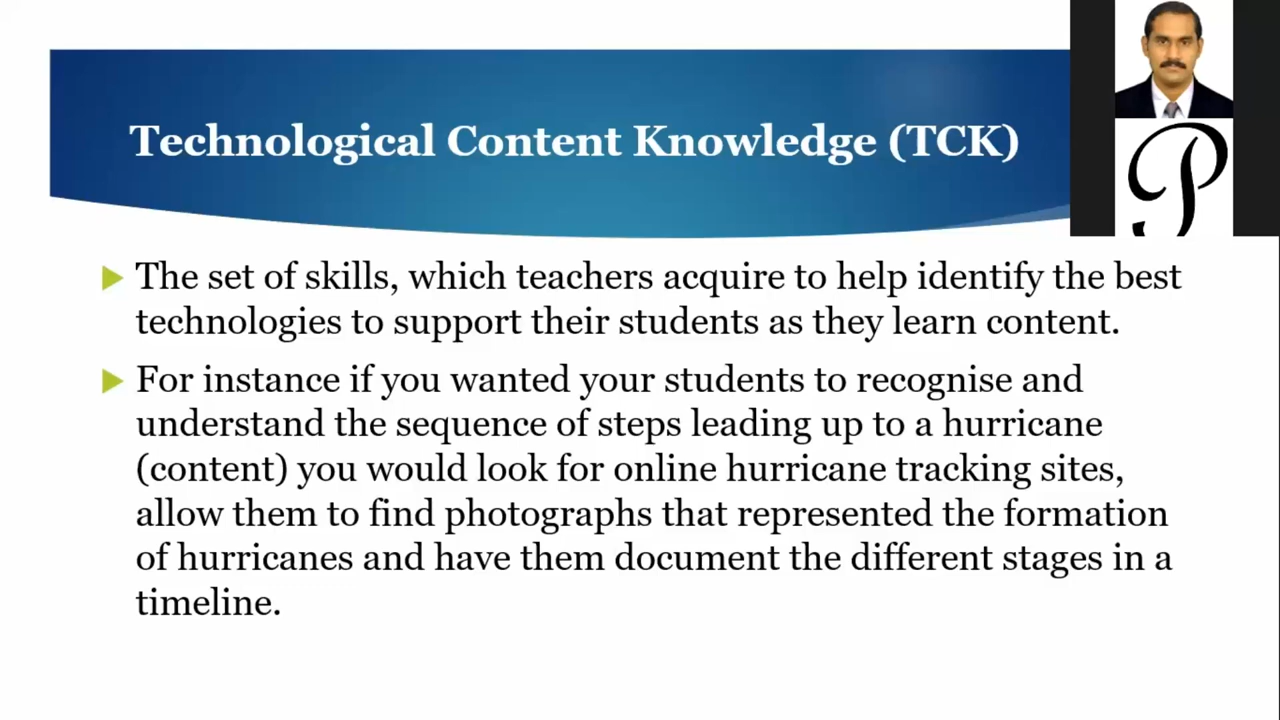 Technological Content Knowledge (TCK)
P
The set of skills, which teachers acquire to help identify the best
technologies to support their students as they learn content.
For instance if you wanted your students to recognise and
understand the sequence of steps leading up to a hurricane
(content) you would look for online hurricane tracking sites,
allow them to find photographs that represented the formation
of hurricanes and have them document the different stages in a
timeline.